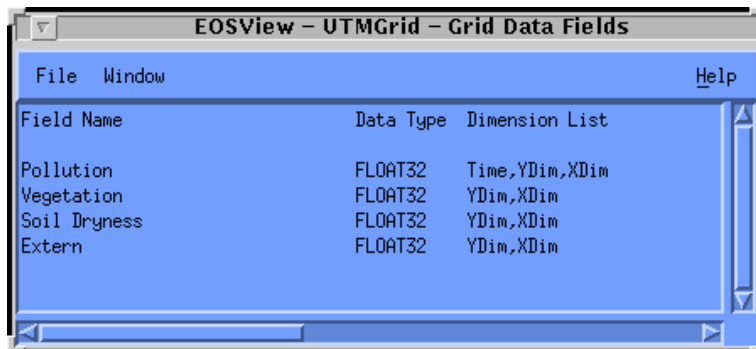 EOSView – UTMGrid – Grid Data Fields
File Window Help
Field Name Data Type Dimension List
Pollution FLOAT32 Time,YDim,XDim
Vegetation FLOAT32 YDim,XDim
Soil Dryness FLOAT32 YDim,XDim
Extern FLOAT32 YDim,XDim